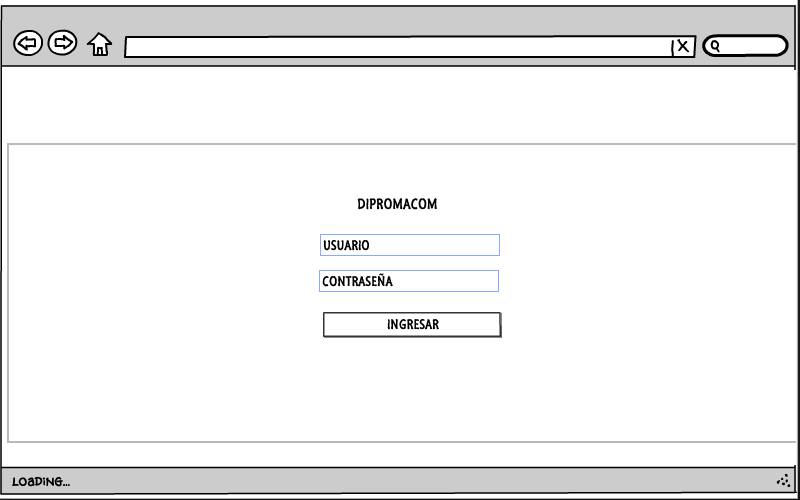 DIPROMACOM
USUARIO
CONTRASEÑA
INGRESAR
LOADING...